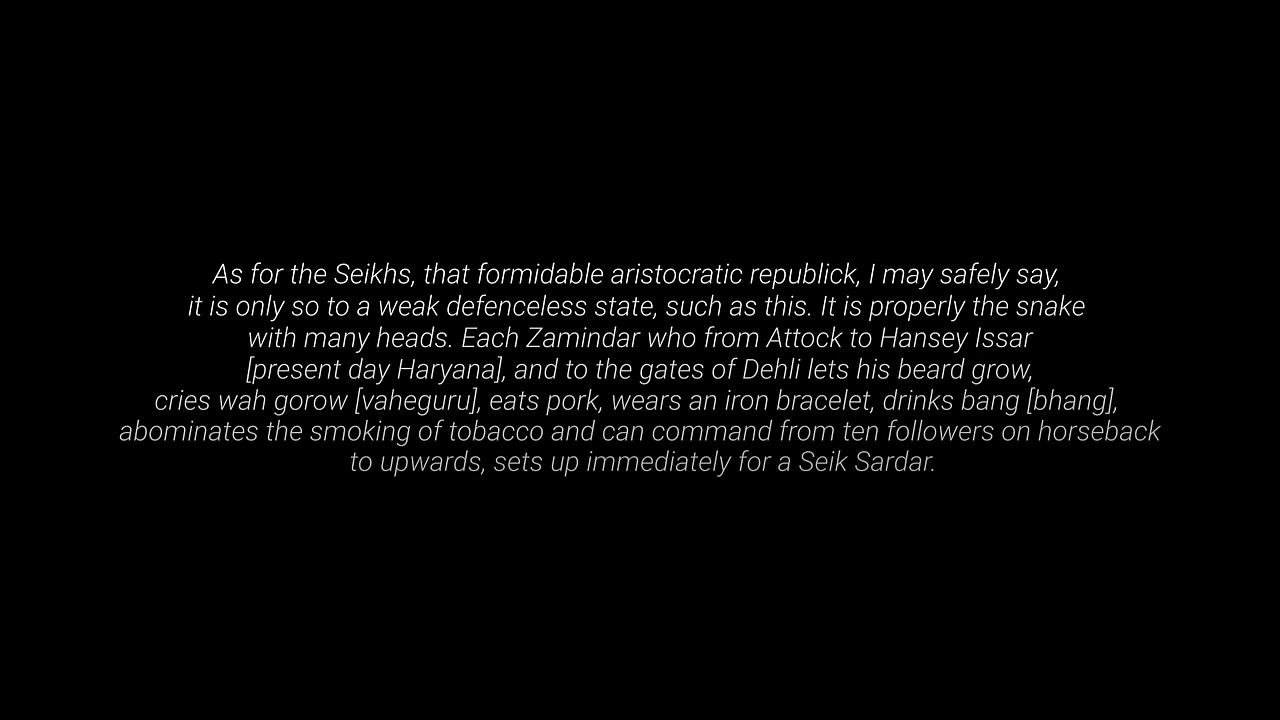 As for the Seikhs, that formidable aristocratic republick, I may safely say,
it is only so to a weak defenceless state, such as this. It is properly the snake
with many heads. Each Zamindar who from Attock to Hansey Issar
[present day Haryana], and to the gates of Dehli lets his beard grow,
cries wah gorow [vaheguru], eats pork, wears an iron bracelet, drinks bang [bhang],
abominates the smoking of tobacco and can command from ten followers on horseback
to upwards, sets up immediately for a Seik Sardar.